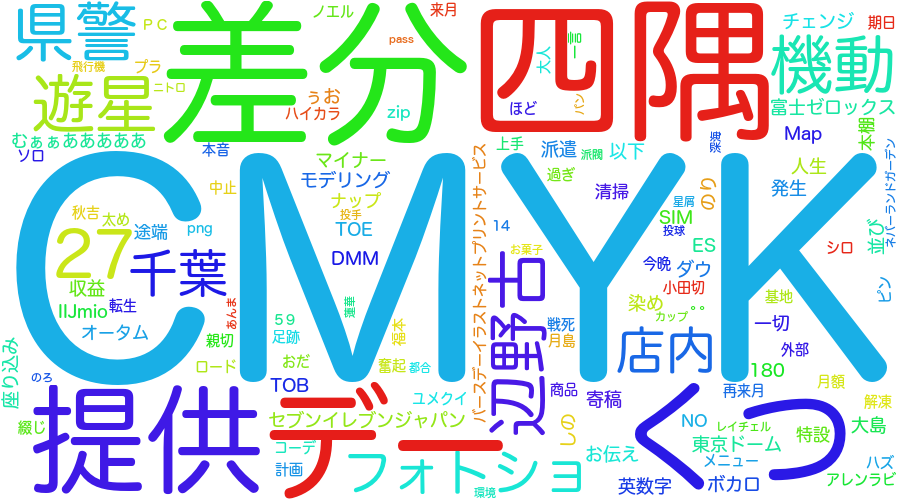 県警
差分
四隅
機動
遊星
ノエル
来月
pass
PC
飛行機
プラ
ニトロ
ぅお
ハイカラ
zip
大人
ほど
パン
チェンジ
期日
富士ゼロックス
むぁぁあああああ
ソロ
本音
マイナー
モデリング
ナップ
投手
中止
上手
派遣
派閥
以下
過ぎ
清掃
Map
本棚
人生
発生
のり
星屑
SIM
投球
ES
並び
ネバーランドガーデン
CMYK
秋吉
太め
途端
png
27
千葉
TOE
DMM
14
お菓子
バースデーイラストネットプリントサービス
今晩
ダウ
シロ
小田切
収益
IIJmio
転生
あんま
蓮華
辺野古
染め
。。
カップ
基地
ピン
オータム
親切
59
足跡
福本
戦死
月島
店内
一切
外部
座り込み
ロード
おだ
奮起
都合
180
のろ
TOB
ユメクイ
商品
寄稿
再来月
月額
解凍
提供
デー
セブンイレブンジャパン
くっ
綴じ
しの
NO
レイチェル
特設
大島
コーデ
計画
フォトショ
環境
お伝え
東京ドーム
メニュー
ハズ
英数字
ボカロ
アレンラビ